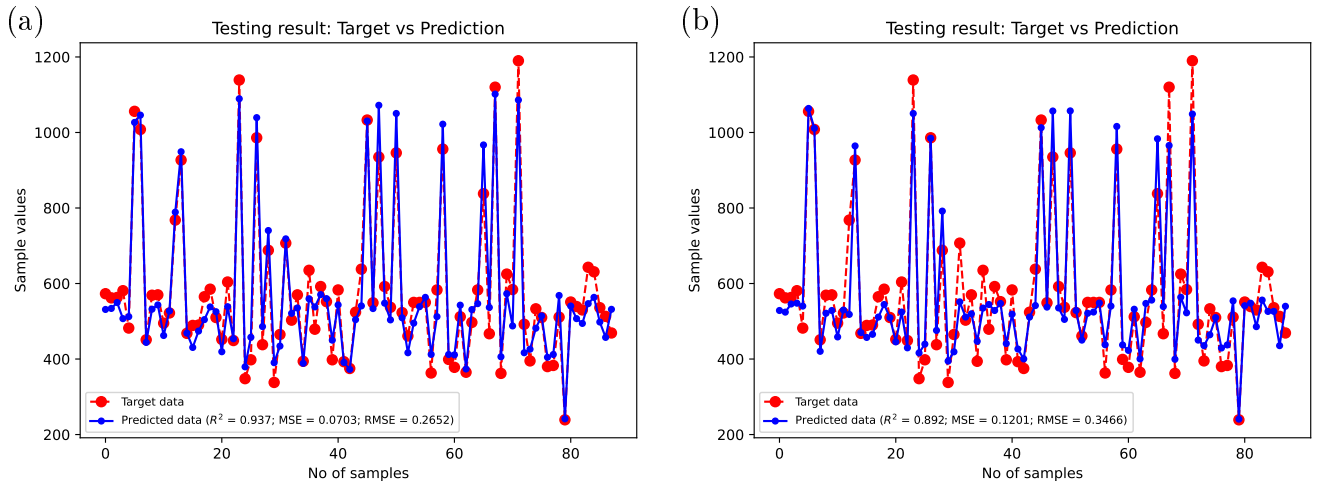 (a)
Testing result: Target vs Prediction
1200
1000
800
600
400
200
Sample values
Target data
Predicted data (R² = 0.937; MSE = 0.0703; RMSE = 0.2652)
0 20 40 60 80
No of samples
(b)
Testing result: Target vs Prediction
1200
1000
800
600
400
200
Sample values
Target data
Predicted data (R² = 0.892; MSE = 0.1201; RMSE = 0.3466)
0 20 40 60 80
No of samples